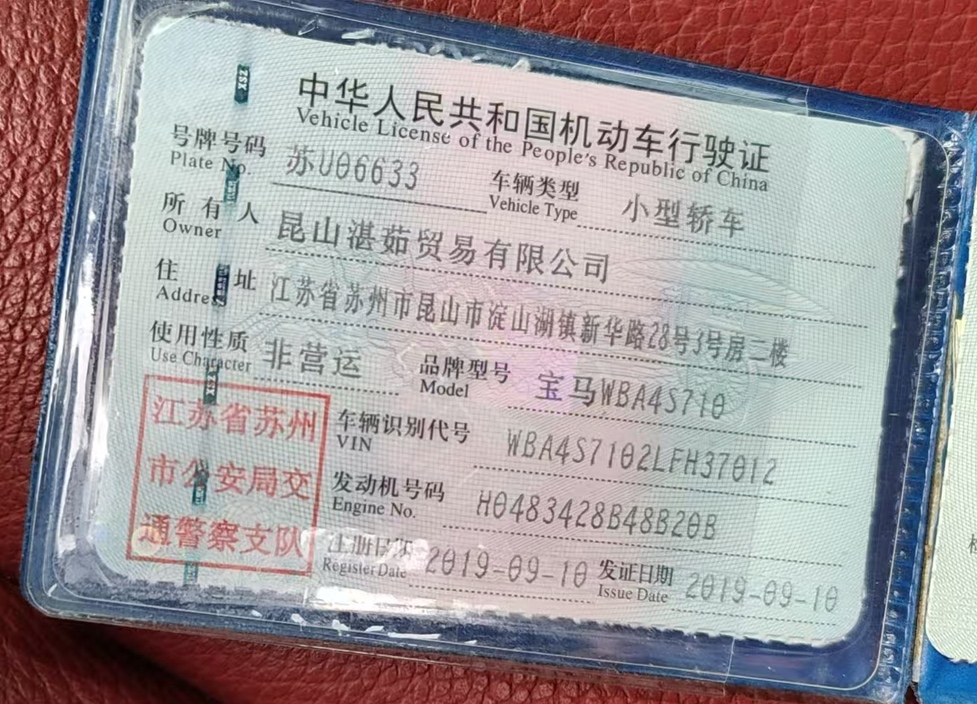 中华人民共和国机动车行驶证
Vehicle License of the People's Republic of China
号牌号码 苏U06633 车辆类型 小型轿车
Plate No. Vehicle Type
所有人 昆山湛茹贸易有限公司
Owner
住址 江苏省苏州市昆山市淀山湖镇新华路28号3号房二楼
Address
使用性质 非营运 品牌型号 宝马WBA4S710
Use Character Model
江苏省苏州
市公安局交
通警察支队
车辆识别代号 WBA4S7102LFH37012
VIN
发动机号码 H0483428B48B20B
Engine No.
注册日期 2019-09-10 发证日期 2019-09-10
Register Date Issue Date